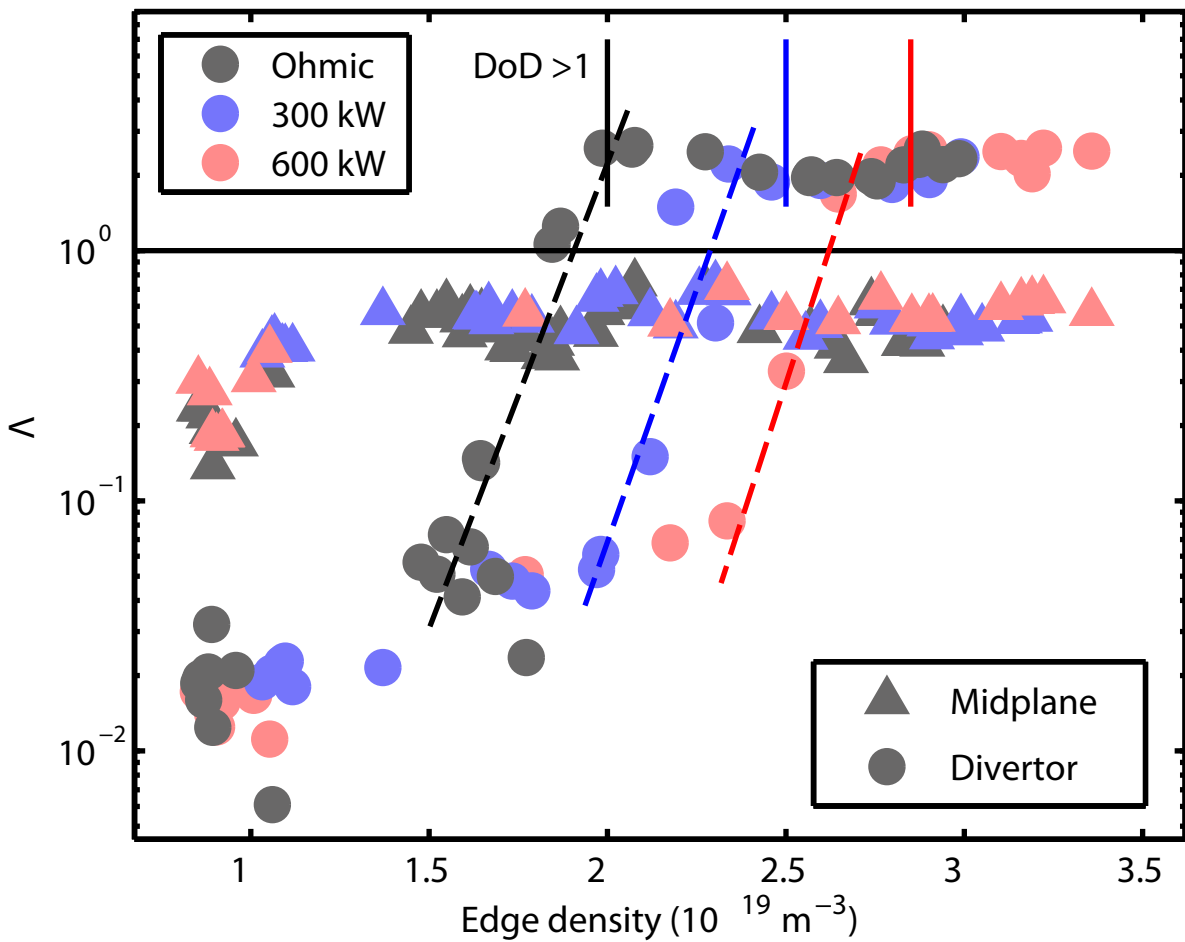 Ohmic
300 kW
600 kW
DoD >1
10^0
10^-1
10^-2
Λ
Midplane
Divertor
1 1.5 2 2.5 3 3.5
Edge density (10 ^19 m^−3)